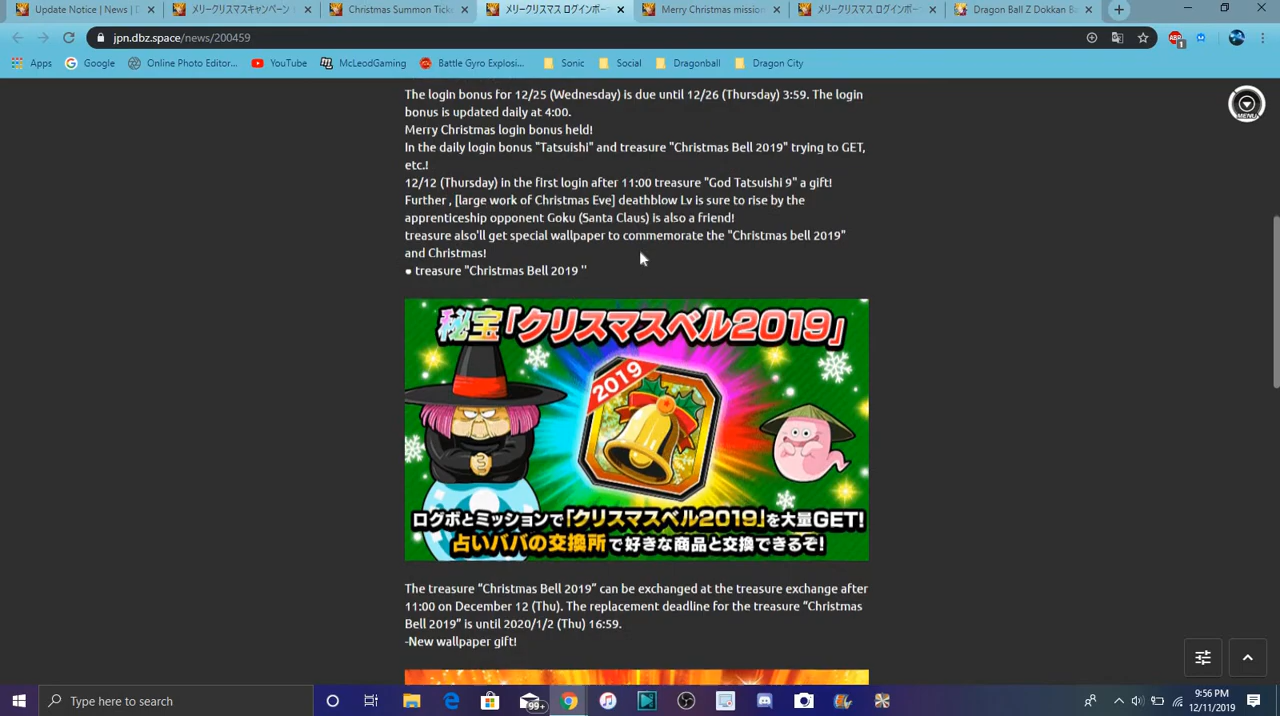 Update Notice | News | D
メリークリスマスキャンペーン
Christmas Summon Ticke
メリークリスマス ログインボー
Merry Christmas mission
メリークリスマス ログインボー
Dragon Ball Z Dokkan Ba
jpn.dbz.space/news/200459
ABP
1
Apps
Google
Online Photo Editor...
YouTube
McLeodGaming
Battle Gyro Explosi...
Sonic
Social
Dragonball
Dragon City
MENU
The login bonus for 12/25 (Wednesday) is due until 12/26 (Thursday) 3:59. The login
bonus is updated daily at 4:00.
Merry Christmas login bonus held!
In the daily login bonus "Tatsuishi" and treasure "Christmas Bell 2019" trying to GET,
etc.!
12/12 (Thursday) in the first login after 11:00 treasure "God Tatsuishi 9" a gift!
Further , [large work of Christmas Eve] deathblow Lv is sure to rise by the
apprenticeship opponent Goku (Santa Claus) is also a friend!
treasure also'll get special wallpaper to commemorate the "Christmas bell 2019"
and Christmas!
● treasure "Christmas Bell 2019 ''
秘宝「クリスマスベル2019」
2019
ログボとミッションで「クリスマスベル2019」を大量GET!
占いババの交換所で好きな商品と交換できるぞ!
The treasure “Christmas Bell 2019” can be exchanged at the treasure exchange after
11:00 on December 12 (Thu). The replacement deadline for the treasure “Christmas
Bell 2019” is until 2020/1/2 (Thu) 16:59.
-New wallpaper gift!
Type here to search
99+
9:56 PM
12/11/2019